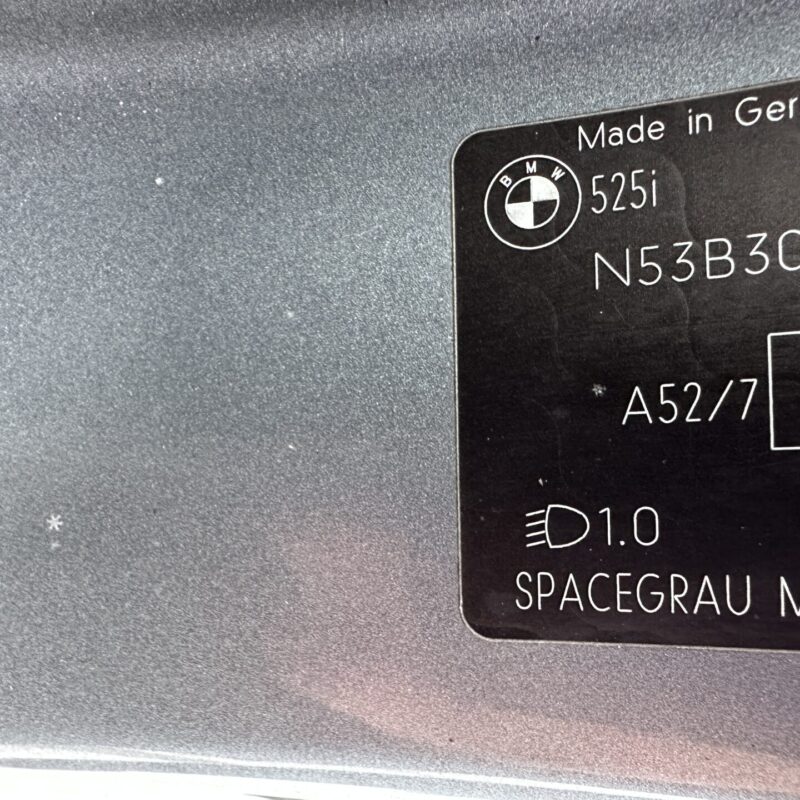 Made in Ger
BMW
525i
N53B30
A52/7
1.0
SPACEGRAU M